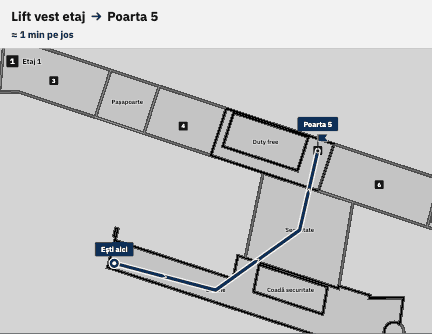 Lift vest etaj → Poarta 5
≈ 1 min pe jos
1 Etaj 1
3
Pașapoarte
4
Duty free
Poarta 5
6
Ești aici
Coadă securitate